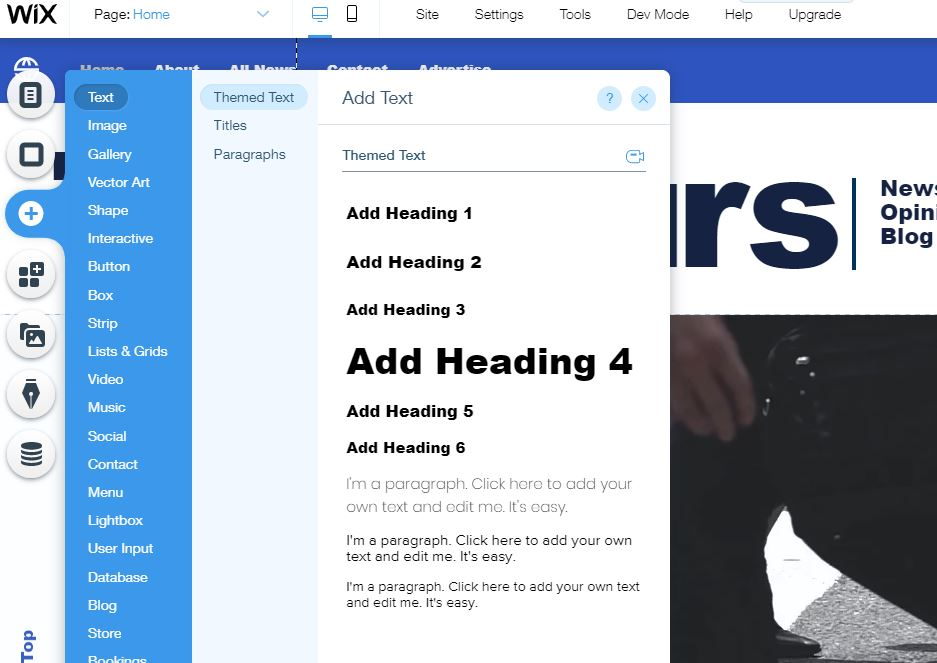 WiX
Page: Home
Site
Settings
Tools
Dev Mode
Help
Upgrade
Home
About
All News
Contact
Advertise
Text
Image
Gallery
Vector Art
Shape
Interactive
Button
Box
Strip
Lists & Grids
Video
Music
Social
Contact
Menu
Lightbox
User Input
Database
Blog
Store
Bookings
Themed Text
Titles
Paragraphs
Add Text
?
Themed Text
Add Heading 1
Add Heading 2
Add Heading 3
Add Heading 4
Add Heading 5
Add Heading 6
I'm a paragraph. Click here to add your
own text and edit me. It's easy.
I'm a paragraph. Click here to add your own
text and edit me. It's easy.
I'm a paragraph. Click here to add your own text
and edit me. It's easy.
urs
News
Opini
Blog
Top